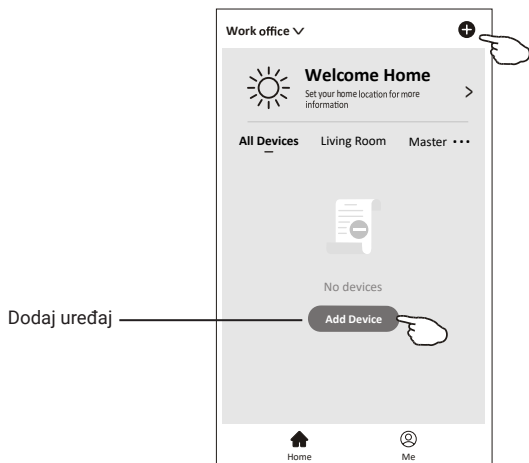 Work office
Welcome Home
Set your home location for more
information
All Devices Living Room Master
No devices
Dodaj uređaj
Add Device
Home Me